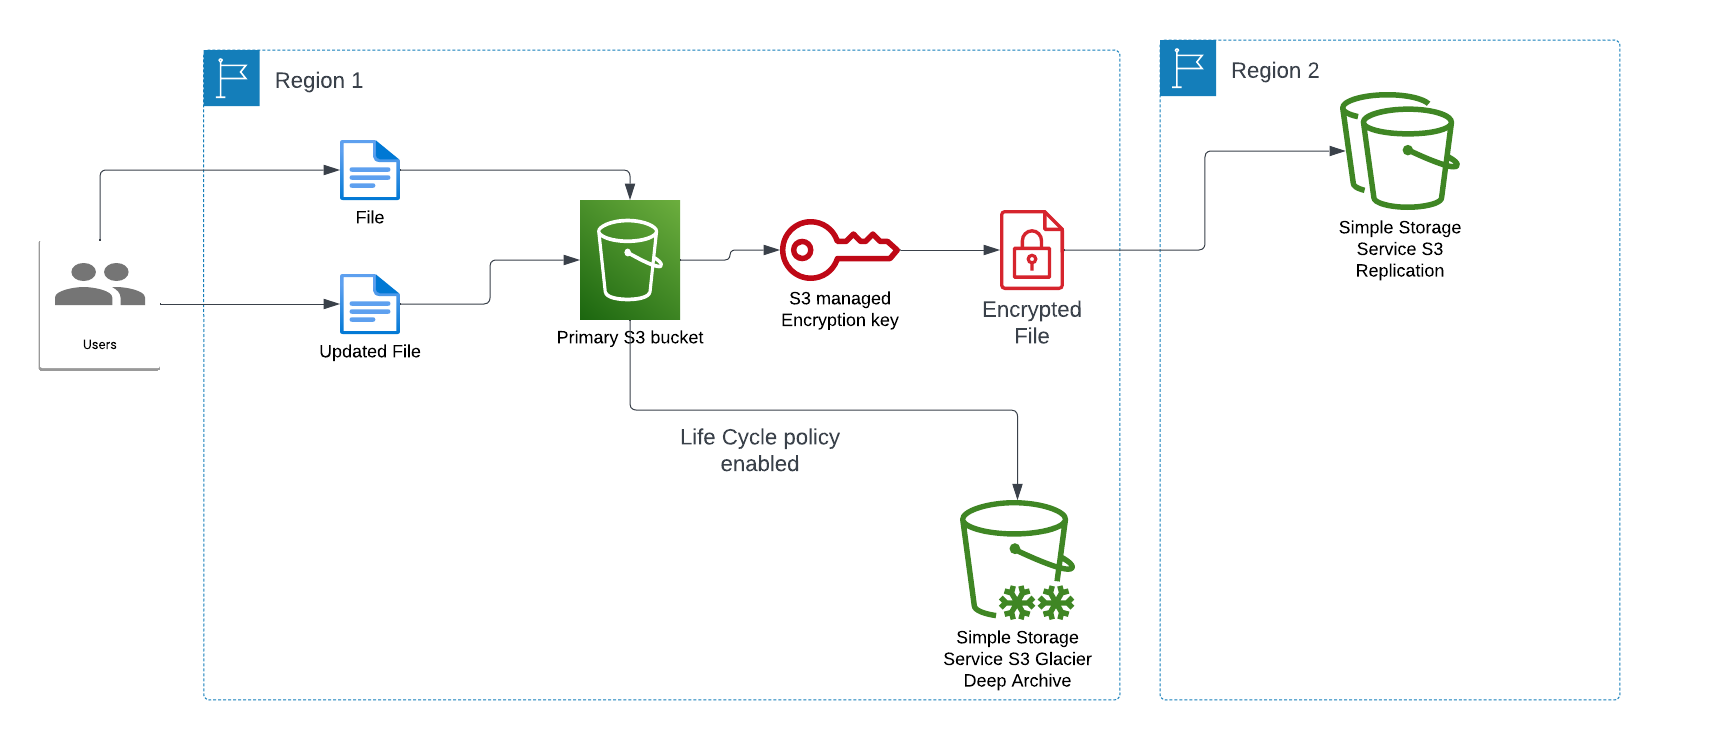 Region 1
Region 2
File
Simple Storage
Service S3
Replication
S3 managed
Encryption key
Encrypted
File
Primary S3 bucket
Users
Updated File
Life Cycle policy
enabled
Simple Storage
Service S3 Glacier
Deep Archive